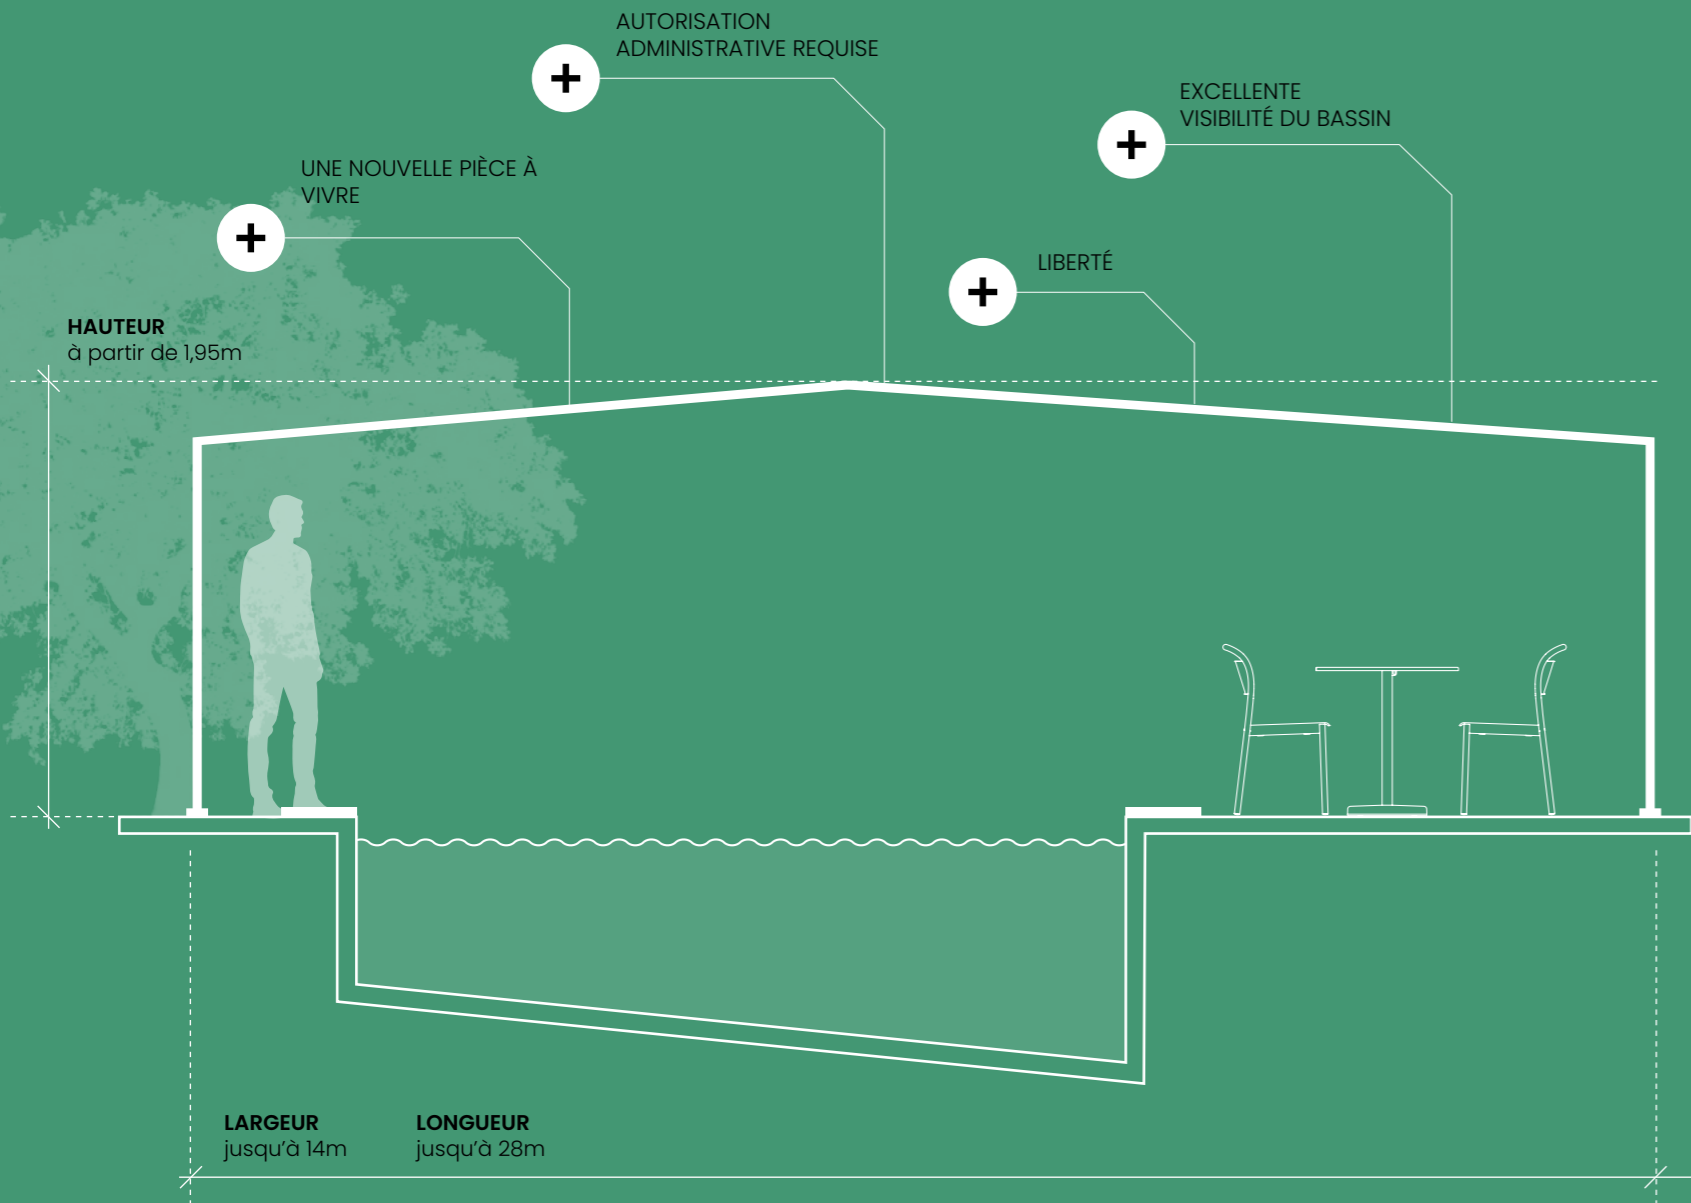 AUTORISATION
ADMINISTRATIVE REQUISE
EXCELLENTE
VISIBILITÉ DU BASSIN
UNE NOUVELLE PIÈCE À
VIVRE
LIBERTÉ
HAUTEUR
à partir de 1,95m
LARGEUR
jusqu’à 14m
LONGUEUR
jusqu’à 28m